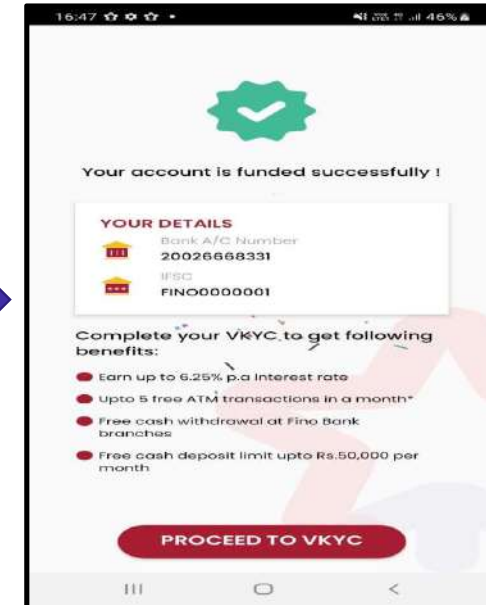 16:47
46%
Your account is funded successfully !
YOUR DETAILS
Bank A/C Number
20026668331
IFSC
FINO0000001
Complete your VKYC to get following
benefits:
Earn up to 6.25% p.a Interest rate
Upto 5 free ATM transactions in a month*
Free cash withdrawal at Fino Bank
branches
Free cash deposit limit upto Rs.50,000 per
month
PROCEED TO VKYC